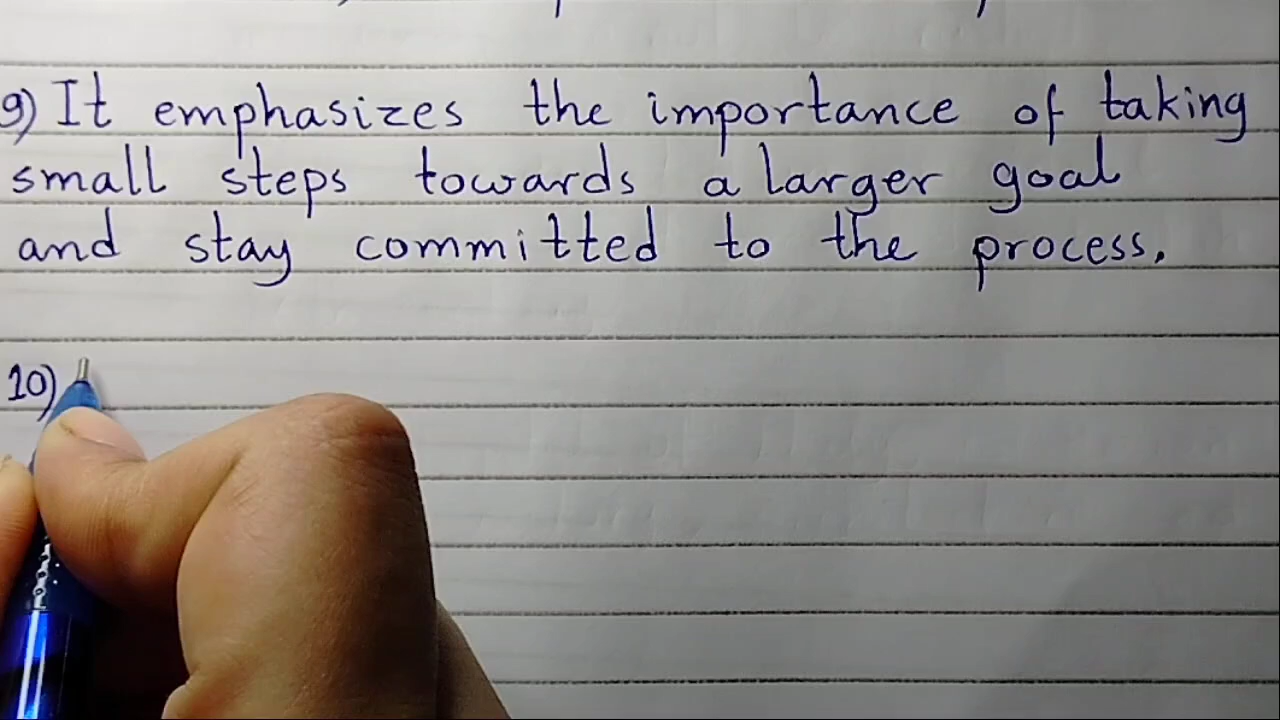 9) It emphasizes the importance of taking
small steps towards a larger goal
and stay committed to the process.
10)